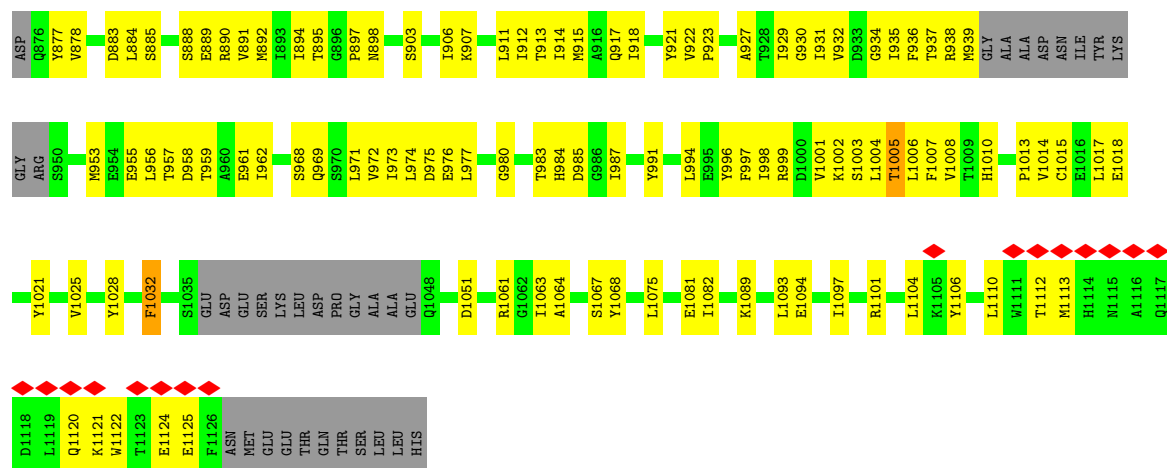 ASP Q876 Y877 V878 D883 L884 S885 S888 E889 R890 V891 M892 I893 I894 T895 G896 P897 N898 S903 I906 K907 L911 I912 T913 I914 M915 A916 Q917 I918 Y921 V922 P923 A927 T928 I929 G930 I931 V932 D933 G934 I935 F936 T937 R938 M939 GLY ALA ALA ASP ASN ILE TYR LYS
GLY ARG S950 M953 E954 E955 L956 T957 D958 T959 A960 E961 I962 S968 Q969 S970 L971 V972 I973 L974 D975 E976 L977 G980 T983 H984 D985 G986 I987 Y991 L994 E995 Y996 F997 I998 R999 D1000 V1001 K1002 S1003 L1004 T1005 L1006 F1007 V1008 T1009 H1010 P1013 V1014 C1015 E1016 L1017 E1018
Y1021 V1025 Y1028 F1032 S1035 GLU ASP GLU SER LYS LEU ASP PRO GLY ALA ALA GLU Q1048 D1051 R1061 G1062 I1063 A1064 S1067 Y1068 L1075 E1081 I1082 K1089 L1093 E1094 I1097 R1101 L1104 K1105 Y1106 L1110 W1111 T1112 M1113 H1114 N1115 A1116 Q1117
D1118 L1119 Q1120 K1121 W1122 T1123 E1124 E1125 F1126 ASN MET GLU GLU THR GLN THR SER LEU LEU HIS